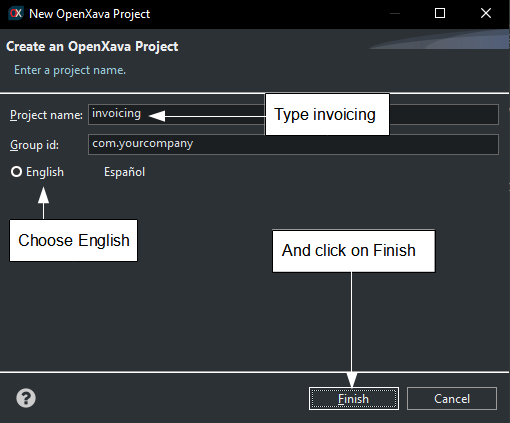 New OpenXava Project
Create an OpenXava Project
Enter a project name.
Project name: invoicing
Type invoicing
Group id: com.yourcompany
English Español
Choose English
And click on Finish
Finish Cancel